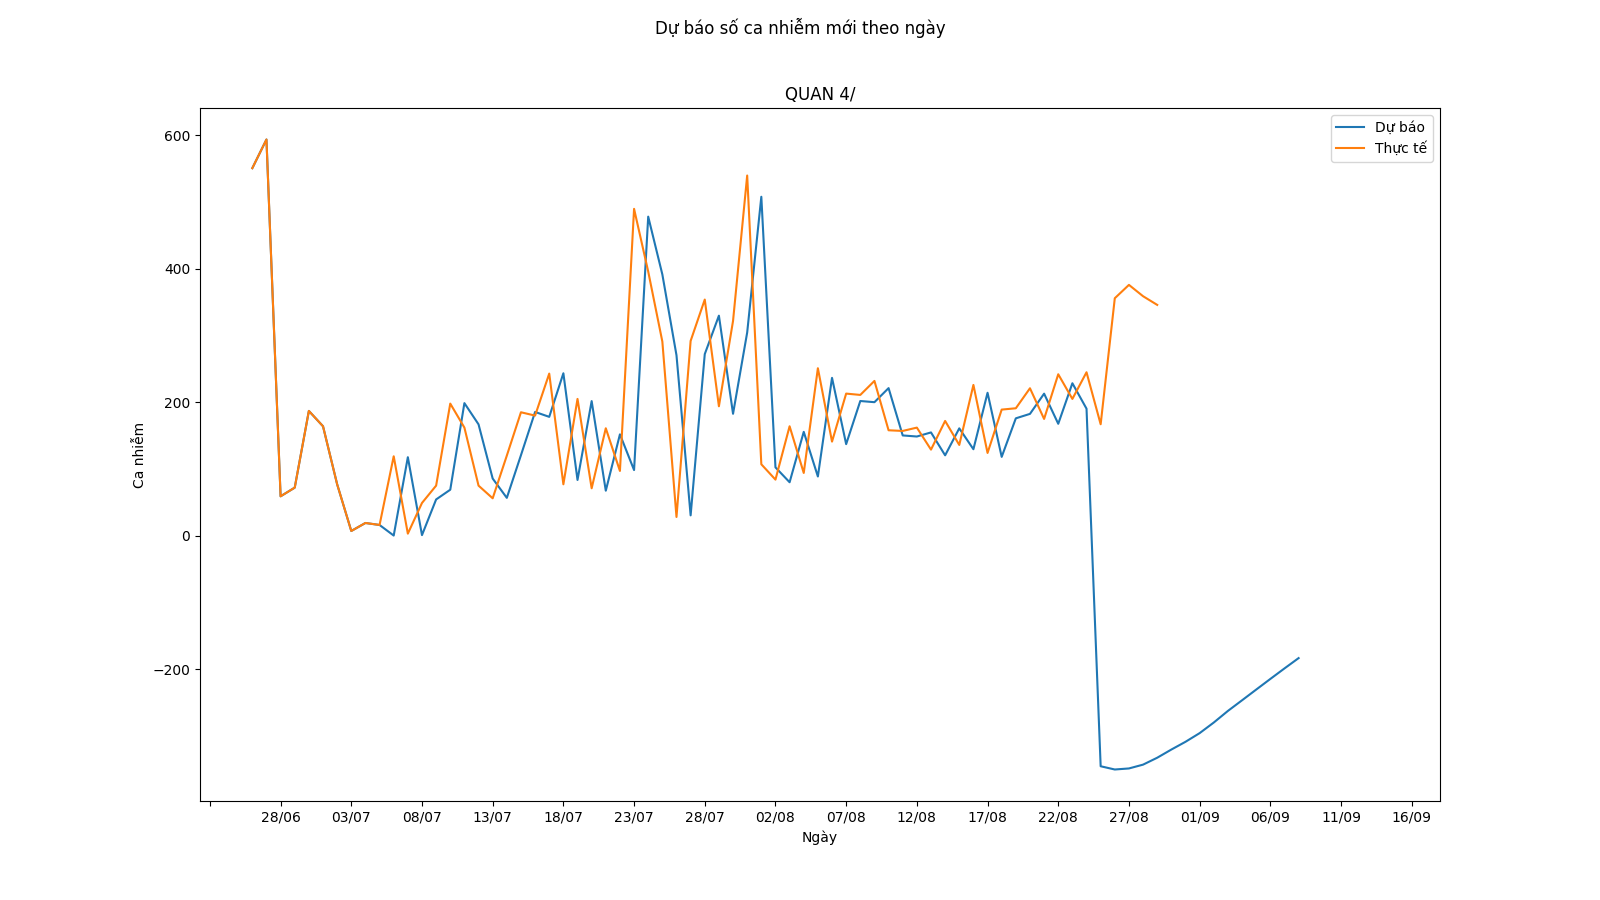 Dự báo số ca nhiễm mới theo ngày
QUAN 4/
Dự báo
Thực tế
600
400
200
0
−200
Ca nhiễm
28/06 03/07 08/07 13/07 18/07 23/07 28/07 02/08 07/08 12/08 17/08 22/08 27/08 01/09 06/09 11/09 16/09
Ngày